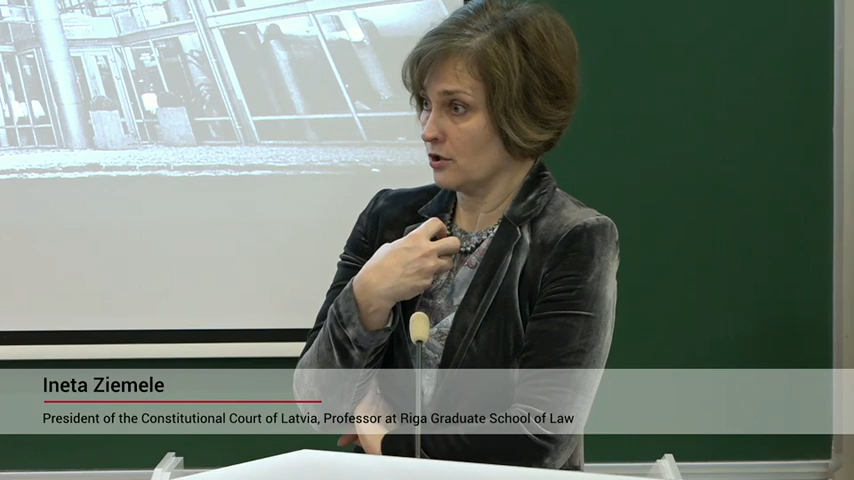 Ineta Ziemele
President of the Constitutional Court of Latvia, Professor at Riga Graduate School of Law